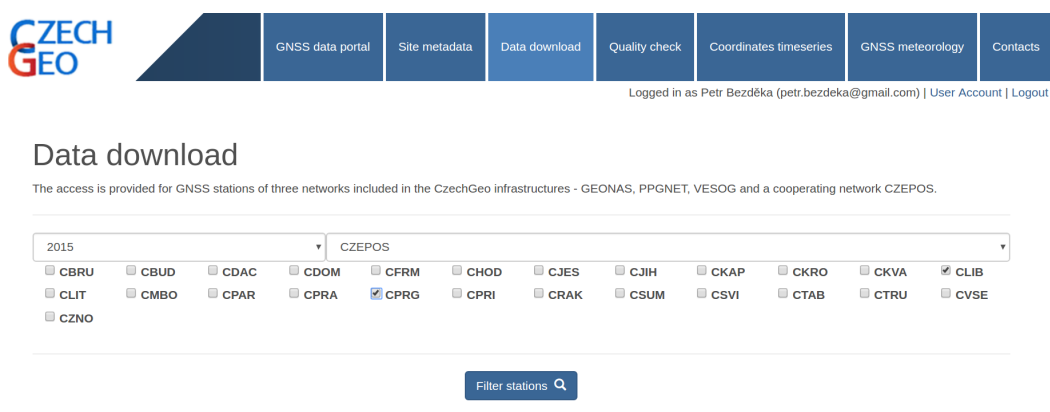 CZECH
GEO
GNSS data portal Site metadata Data download Quality check Coordinates timeseries GNSS meteorology Contacts
Logged in as Petr Bezděka (petr.bezdeka@gmail.com) | User Account | Logout
Data download
The access is provided for GNSS stations of three networks included in the CzechGeo infrastructures - GEONAS, PPGNET, VESOG and a cooperating network CZEPOS.
2015 CZEPOS
CBRU CBUD CDAC CDOM CFRM CHOD CJES CJIH CKAP CKRO CKVA CLIB
CLIT CMBO CPAR CPRA CPRG CPRI CRAK CSUM CSVI CTAB CTRU CVSE
CZNO
Filter stations